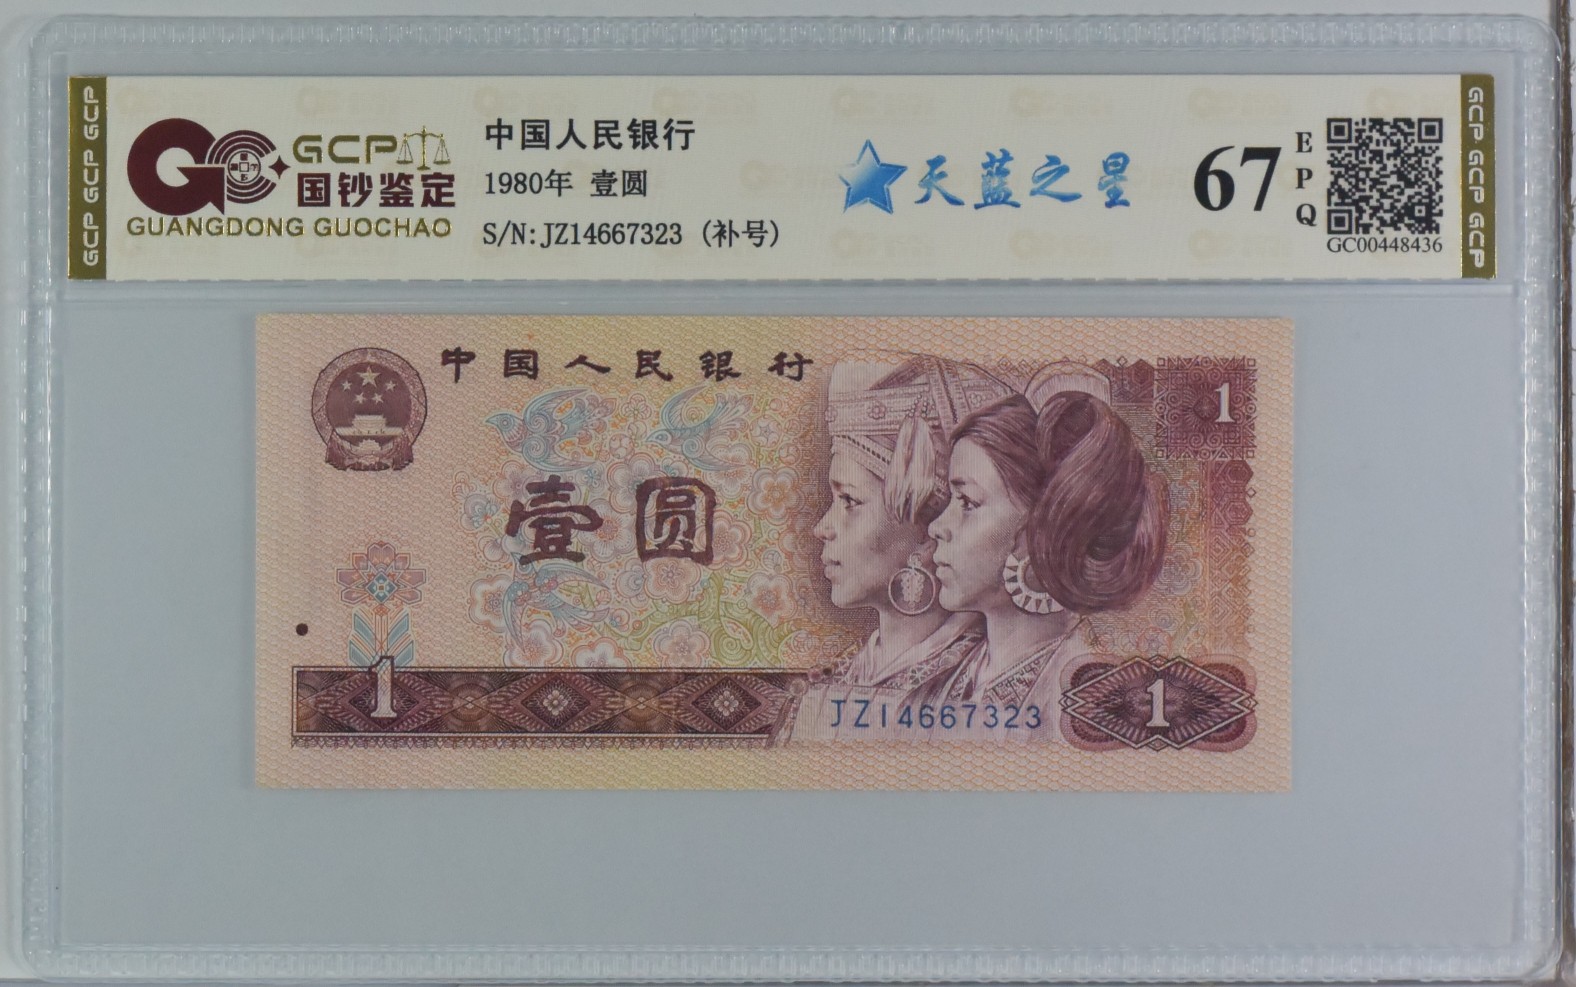 GCP GCP GCP
GCP
国钞鉴定
GUANGDONG GUOCHAO
中国人民银行
1980年 壹圆
S/N:JZ14667323 (补号)
天蓝之星
67
EPQ
GC00448436
GCP GCP GCP
中国人民银行
1
壹圆
1
JZ14667323
1